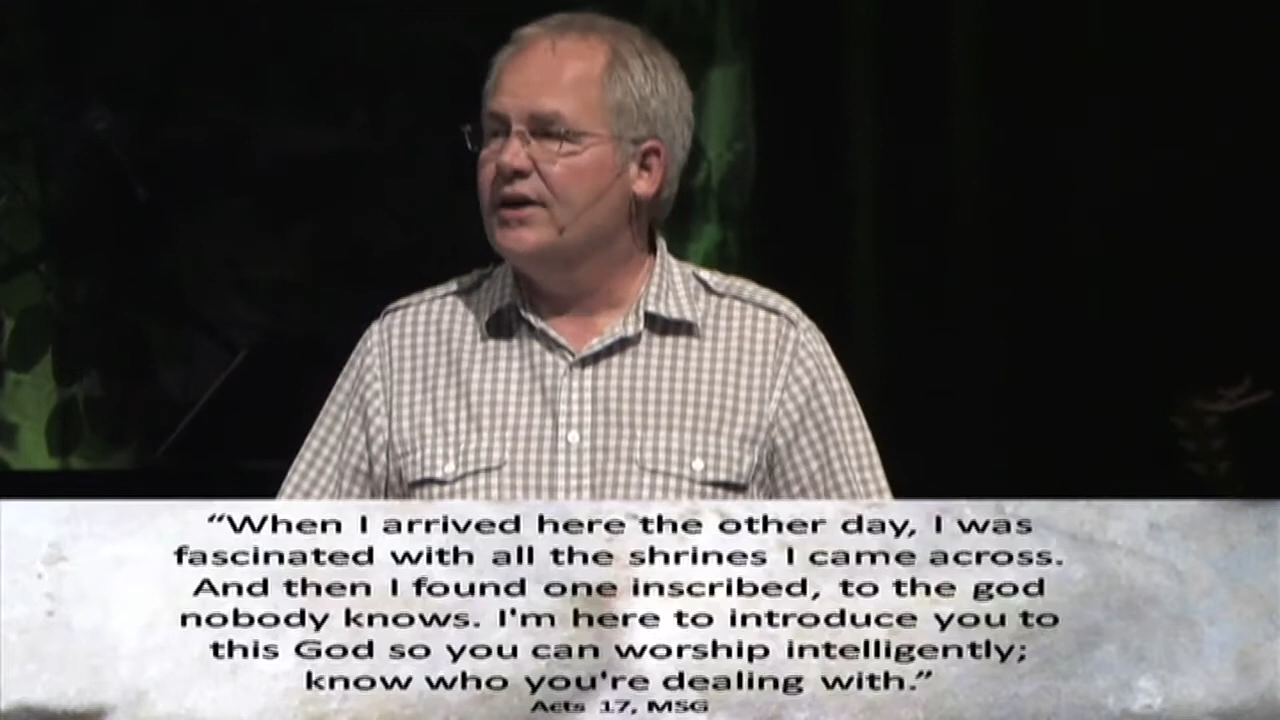 “When I arrived here the other day, I was
fascinated with all the shrines I came across.
And then I found one inscribed, to the god
nobody knows. I'm here to introduce you to
this God so you can worship intelligently;
know who you're dealing with.”
Acts 17, MSG